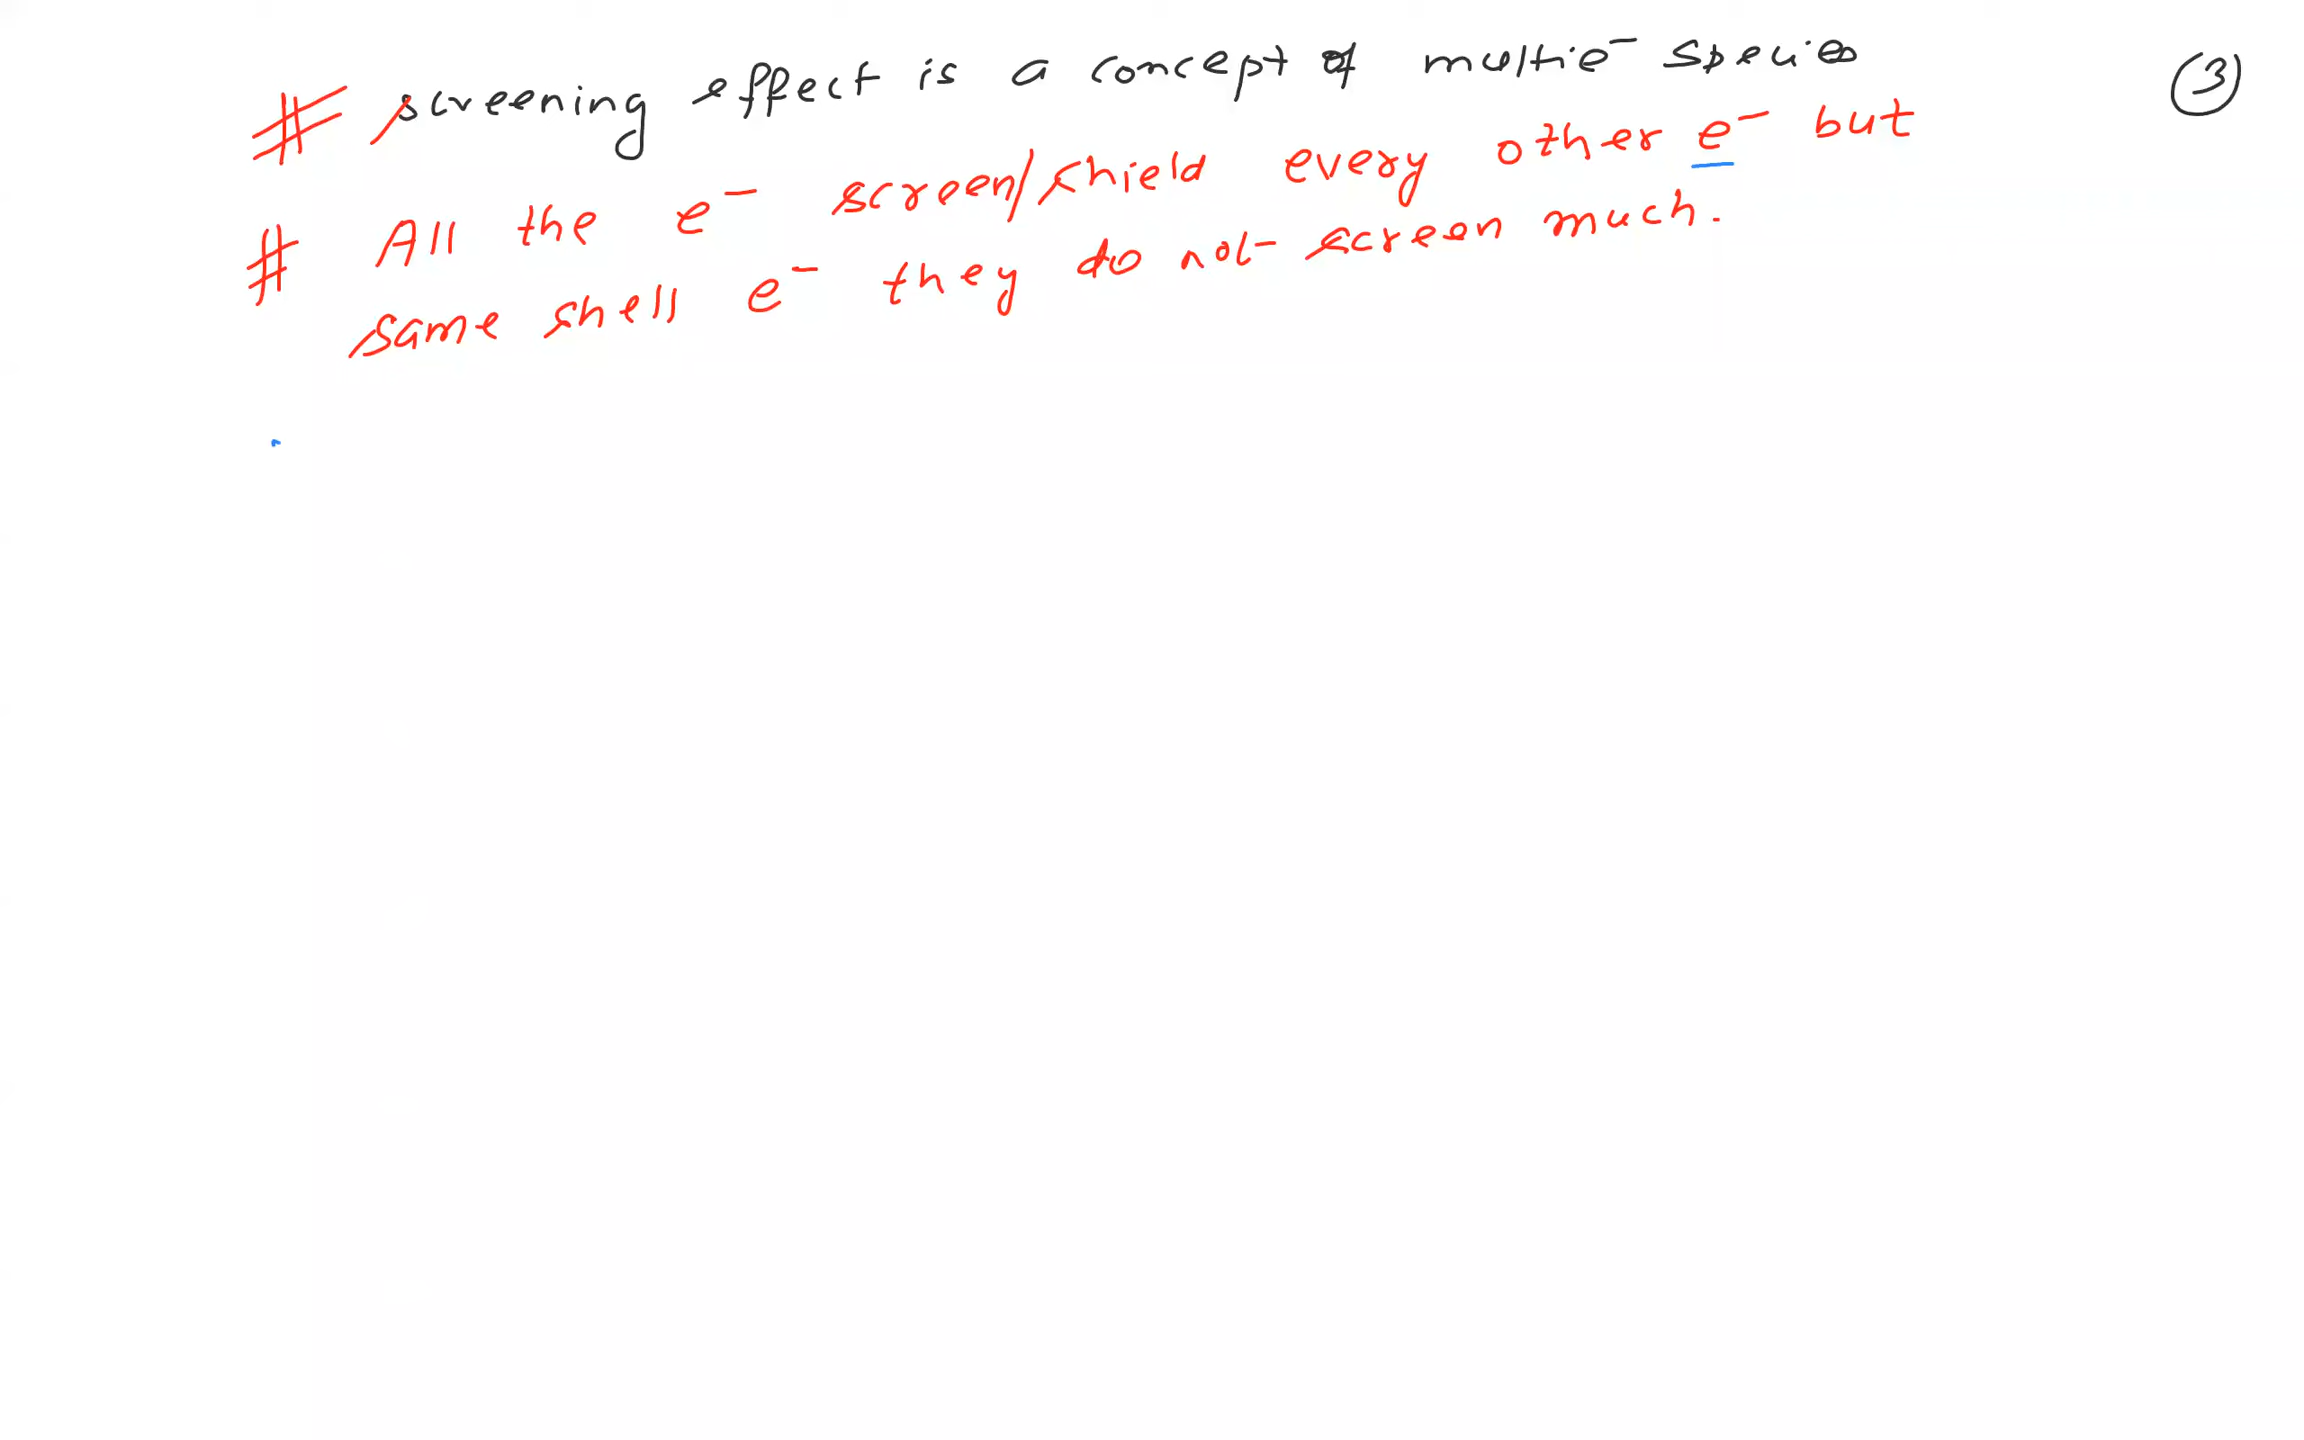 # screening effect is a concept of multie⁻ species
③
# All the e⁻ screen/shield every other e⁻ but
same shell e⁻ they do not screen much.